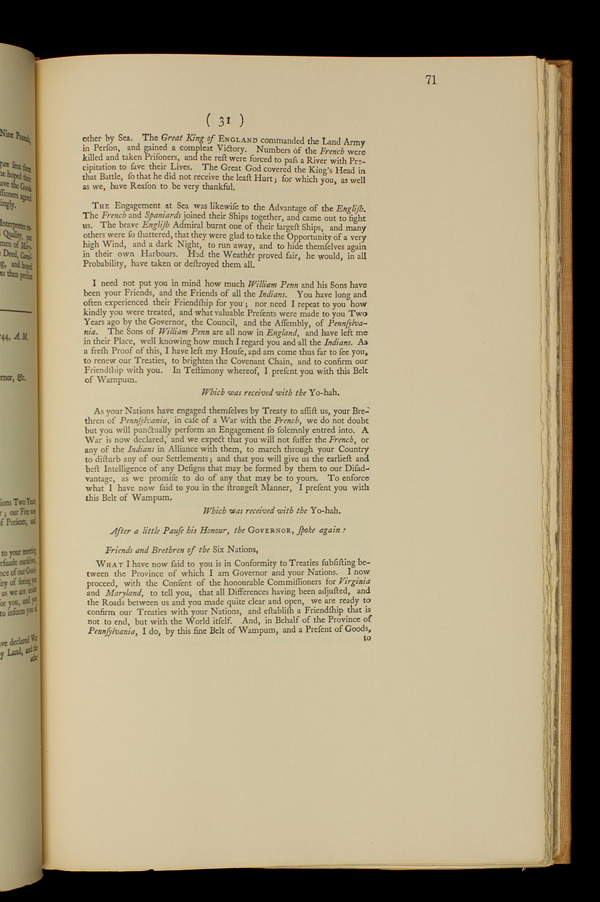 71
( 31 )
other by Sea. The Great King of ENGLAND commanded the Land Army
in Perſon, and gained a compleat Victory. Numbers of the French were
killed and taken Priſoners, and the reſt were forced to paſs a River with Pre-
cipitation to ſave their Lives. The Great God covered the King's Head in
that Battle, ſo that he did not receive the leaſt Hurt; for which you, as well
as we, have Reaſon to be very thankful.
THE Engagement at Sea was likewiſe to the Advantage of the Engliſh.
The French and Spaniards joined their Ships together, and came out to fight
us. The brave Engliſh Admiral burnt one of their largeſt Ships, and many
others were ſo ſhattered, that they were glad to take the Opportunity of a very
high Wind, and a dark Night, to run away, and to hide themſelves again
in their own Harbours. Had the Weather proved fair, he would, in all
Probability, have taken or deſtroyed them all.
I need not put you in mind how much William Penn and his Sons have
been your Friends, and the Friends of all the Indians. You have long and
often experienced their Friendſhip for you; nor need I repeat to you how
kindly you were treated, and what valuable Preſents were made to you Two
Years ago by the Governor, the Council, and the Aſſembly, of Pennſylva-
nia. The Sons of William Penn are all now in England, and have left me
in their Place, well knowing how much I regard you and all the Indians. As
a freſh Proof of this, I have left my Houſe, and am come thus far to ſee you,
to renew our Treaties, to brighten the Covenant Chain, and to confirm our
Friendſhip with you. In Teſtimony whereof, I preſent you with this Belt
of Wampum.
Which was received with the Yo-hah.
As your Nations have engaged themſelves by Treaty to aſſiſt us, your Bre-
thren of Pennſylvania, in caſe of a War with the French, we do not doubt
but you will punctually perform an Engagement ſo ſolemnly entred into. A
War is now declared, and we expect that you will not ſuffer the French, or
any of the Indians in Alliance with them, to march through your Country
to diſturb any of our Settlements; and that you will give us the earlieſt and
beſt Intelligence of any Deſigns that may be formed by them to our Diſad-
vantage, as we promiſe to do of any that may be to yours. To enforce
what I have now ſaid to you in the ſtrongeſt Manner, I preſent you with
this Belt of Wampum.
Which was received with the Yo-hah.
After a little Pauſe his Honour, the GOVERNOR, ſpoke again:
Friends and Brethren of the Six Nations,
WHAT I have now ſaid to you is in Conformity to Treaties ſubſiſting be-
tween the Province of which I am Governor and your Nations. I now
proceed, with the Conſent of the honourable Commiſſioners for Virginia
and Maryland, to tell you, that all Differences having been adjuſted, and
the Roads between us and you made quite clear and open, we are ready to
confirm our Treaties with your Nations, and eſtabliſh a Friendſhip that is
not to end, but with the World itſelf. And, in Behalf of the Province of
Pennſylvania, I do, by this fine Belt of Wampum, and a Preſent of Goods,
to